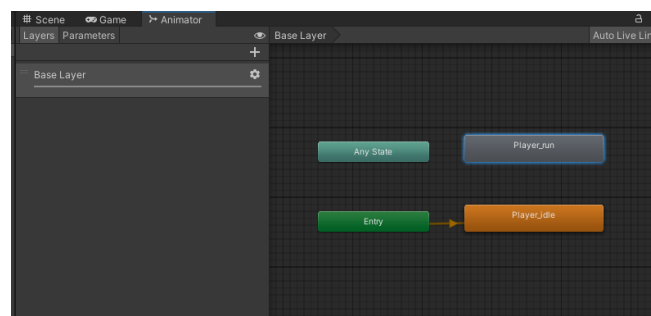 Scene Game Animator
Layers Parameters Base Layer Auto Live Lin
Base Layer
Any State Player_run
Entry Player_idle